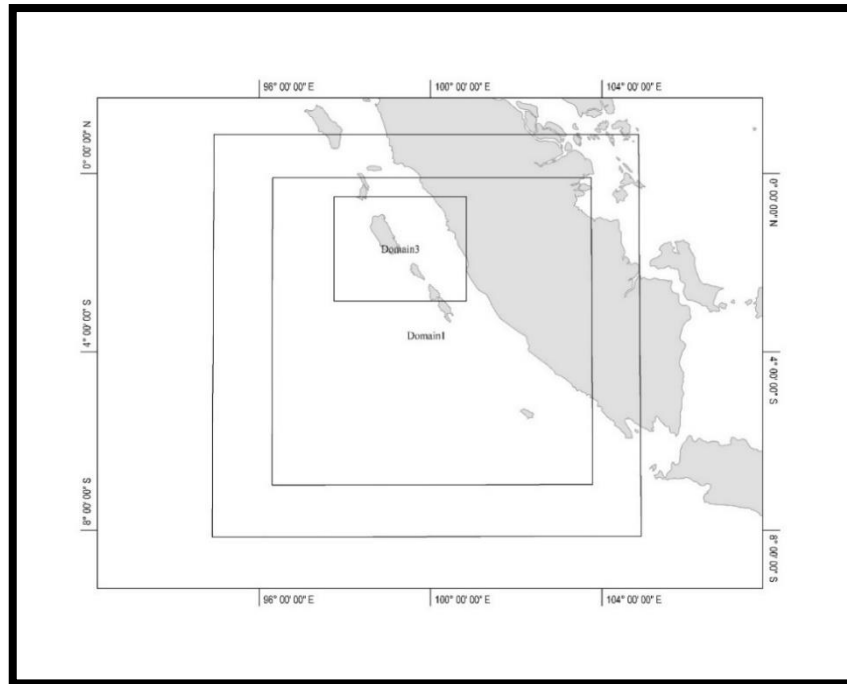 96° 00' 00" E 100° 00' 00" E 104° 00' 00" E
0°00'00" N
0°00'00"N
Domain3
4°00'00" S
Domain1
4° 00'00" S
8°00'00" S
8°00'00" S
96° 00' 00" E 100° 00' 00" E 104° 00' 00" E